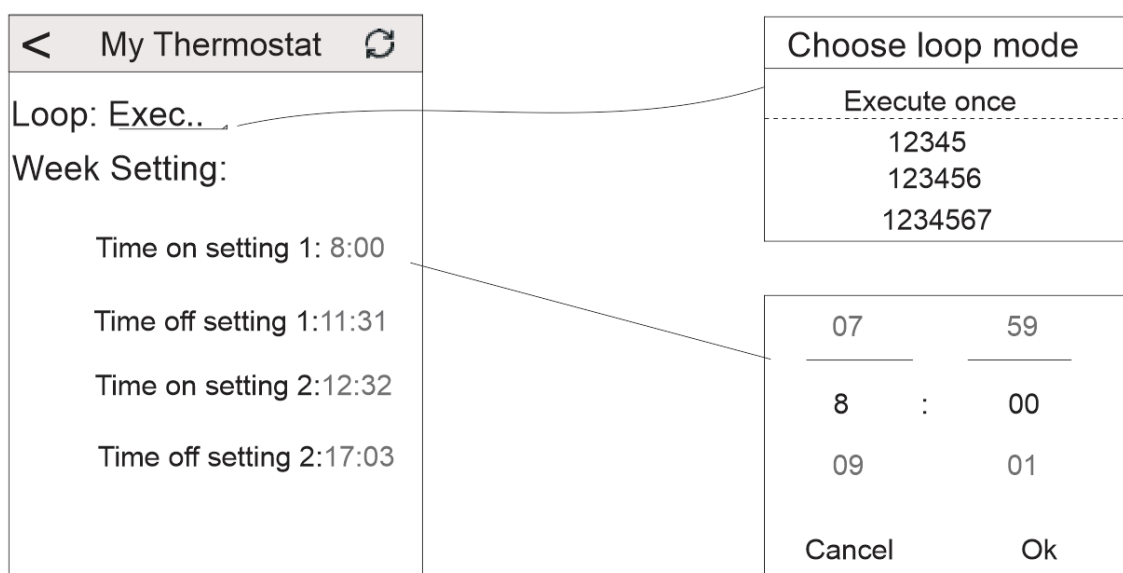 < My Thermostat
Loop: Exec..
Week Setting:
Time on setting 1: 8:00
Time off setting 1:11:31
Time on setting 2:12:32
Time off setting 2:17:03
Choose loop mode
Execute once
12345
123456
1234567
07 59
8 : 00
09 01
Cancel Ok